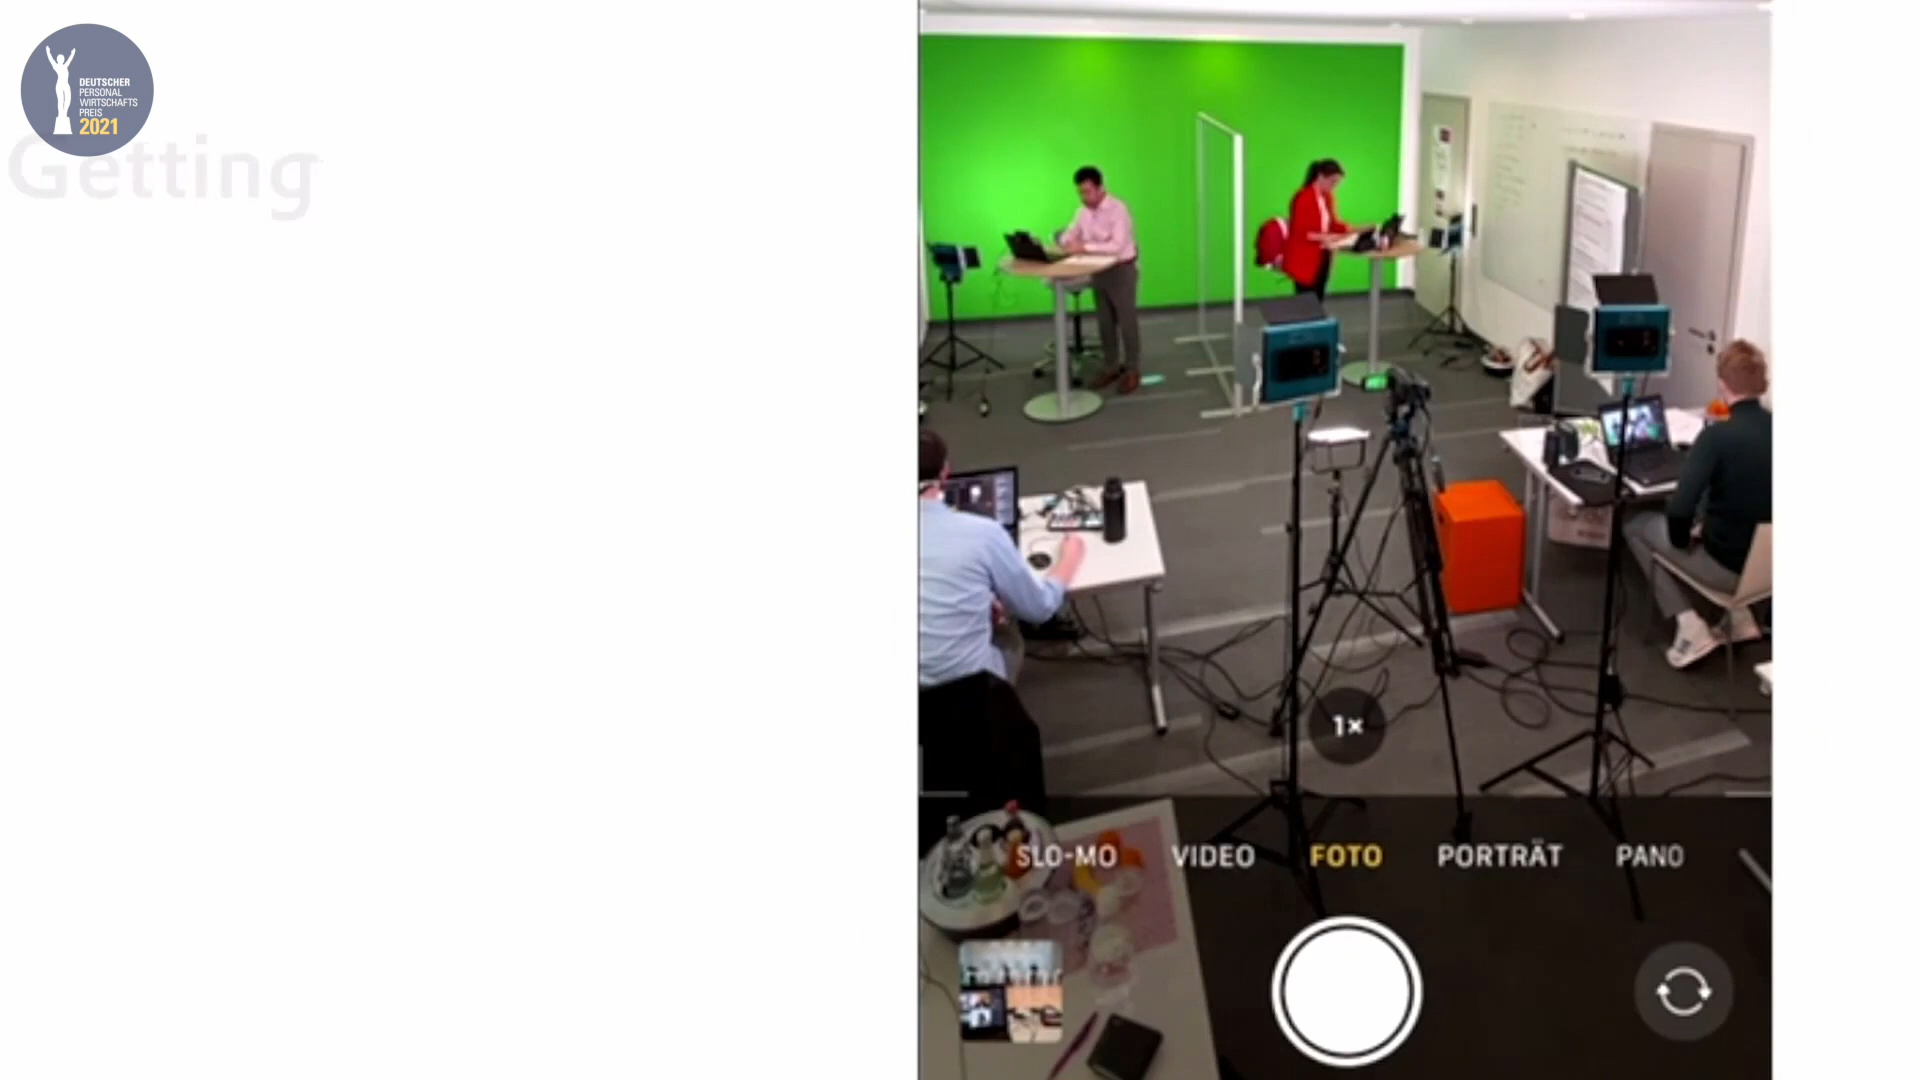 DEUTSCHER
PERSONAL
WIRTSCHAFTS
PREIS
2021
Getting
1×
SLO-MO VIDEO FOTO PORTRÄT PANO